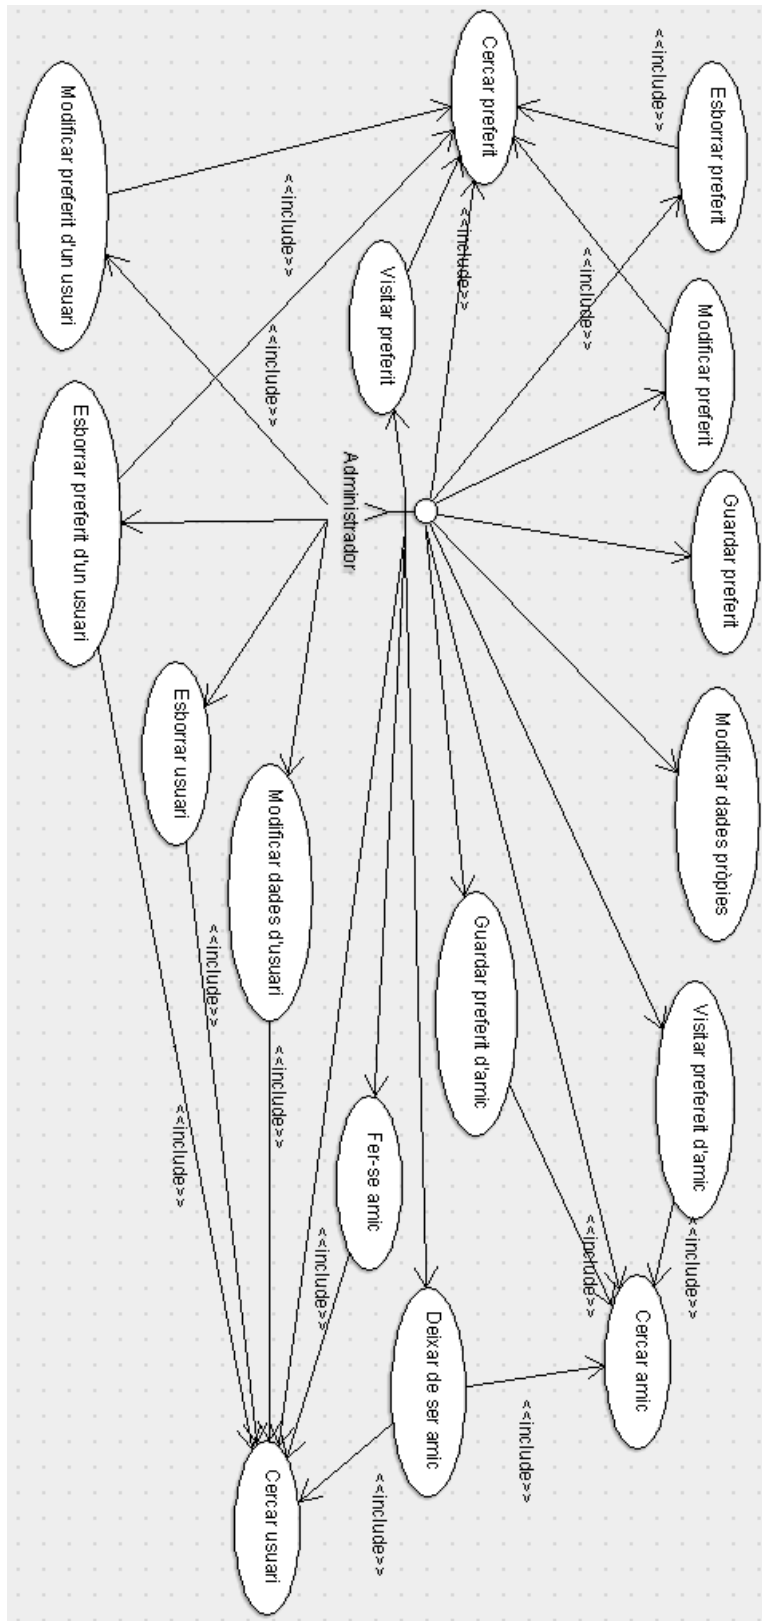 Esborrar preferit
Guardar preferit
Modificar dades pròpies
Modificar preferit
Visitar prefereit d'amic
<<include>>
<<include>>
Cercar amic
<<include>>
<<include>>
<<include>>
Cercar preferit
Guardar preferit d'amic
<<include>>
Deixar de ser amic
Visitar preferit
<<include>>
Fer-se amic
Administrador
<<include>>
<<include>>
<<include>>
<<include>>
Modificar dades d'usuari
Cercar usuari
<<include>>
Esborrar usuari
<<include>>
Esborrar preferit d'un usuari
Modificar preferit d'un usuari